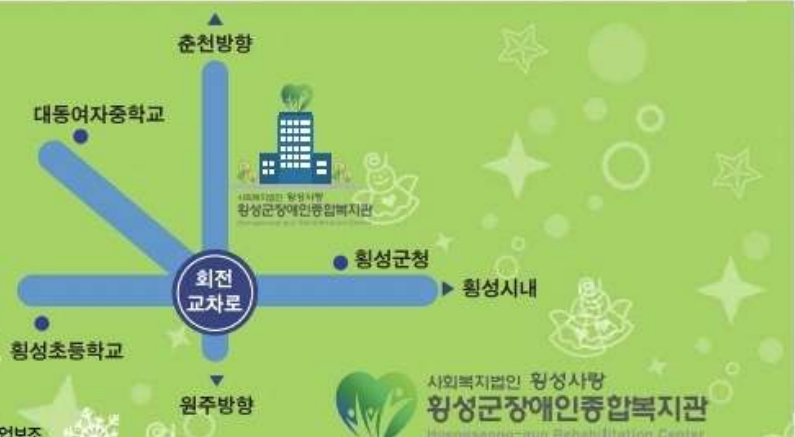 춘천방향
대동여자중학교
사회복지법인 횡성사랑
횡성군장애인종합복지관
횡성군청
회전
교차로
횡성시내
횡성초등학교
원주방향
사회복지법인 횡성사랑
횡성군장애인종합복지관
Hoengseong-gun Rehabilitation Center